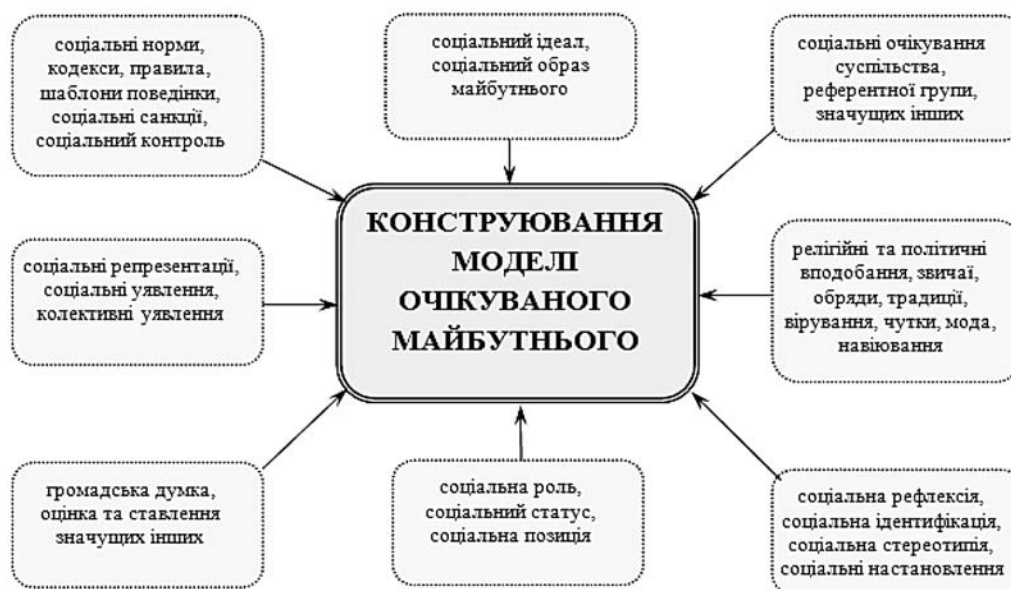 соціальні норми,
кодекси, правила,
шаблони поведінки,
соціальні санкції,
соціальний контроль
соціальний ідеал,
соціальний образ
майбутнього
соціальні очікування
суспільства,
референтної групи,
значущих інших
КОНСТРУЮВАННЯ
МОДЕЛІ
ОЧІКУВАНОГО
МАЙБУТНЬОГО
соціальні репрезентації,
соціальні уявлення,
колективні уявлення
релігійні та політичні
вподобання, звичаї,
обряди, традиції,
вірування, чутки, мода,
навіювання
громадська думка,
оцінка та ставлення
значущих інших
соціальна роль,
соціальний статус,
соціальна позиція
соціальна рефлексія,
соціальна ідентифікація,
соціальна стереотипія,
соціальні настановлення